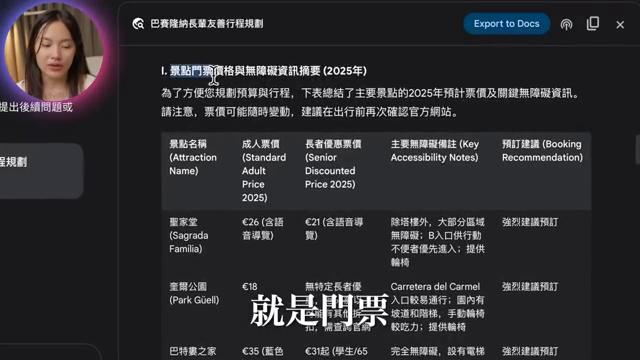 巴賽隆納長輩友善行程規劃
Export to Docs
I. 景點門票價格與無障礙資訊摘要 (2025年)
為了方便您規劃預算與行程，下表總結了主要景點的2025年預計票價及關鍵無障礙資訊。
請注意，票價可能隨時變動，建議在出行前再次確認官方網站。
提出後續問題或
程規劃
景點名稱
(Attraction
Name)
成人票價
(Standard
Adult
Price
2025)
長者優惠票價
(Senior
Discounted
Price 2025)
主要無障礙備註 (Key
Accessibility Notes)
預訂建議 (Booking
Recommendation)
聖家堂
(Sagrada
Família)
€26 (含語
音導覽)
€21 (含語音
導覽)
除塔樓外，大部分區域
無障礙；B入口供行動
不便者優先進入；提供
輪椅
強烈建議預訂
奎爾公園
(Park Güell)
€18
無特定長者優
扣，需查詢官網
Carretera del Carmel
入口較易通行；園內有
坡道和階梯，手動輪椅
較吃力；提供輪椅
強烈建議預訂
巴特婁之家
€35 (藍色
€31起 (學生/65
完全無障礙，設有電梯
強烈建議預訂
就是門票